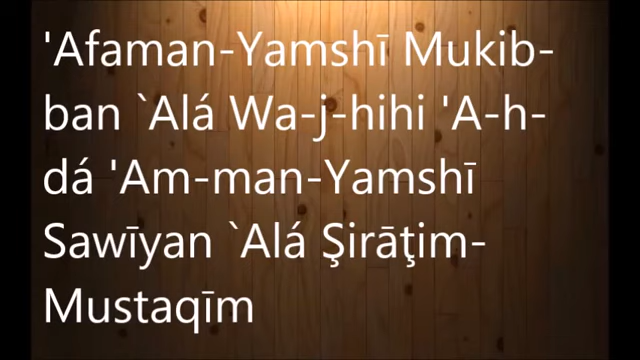 'Afaman-Yamshī Mukib-
ban `Alá Wa-j-hihi 'A-h-
dá 'Am-man-Yamshī
Sawīyan `Alá Şirāţim-
Mustaqīm